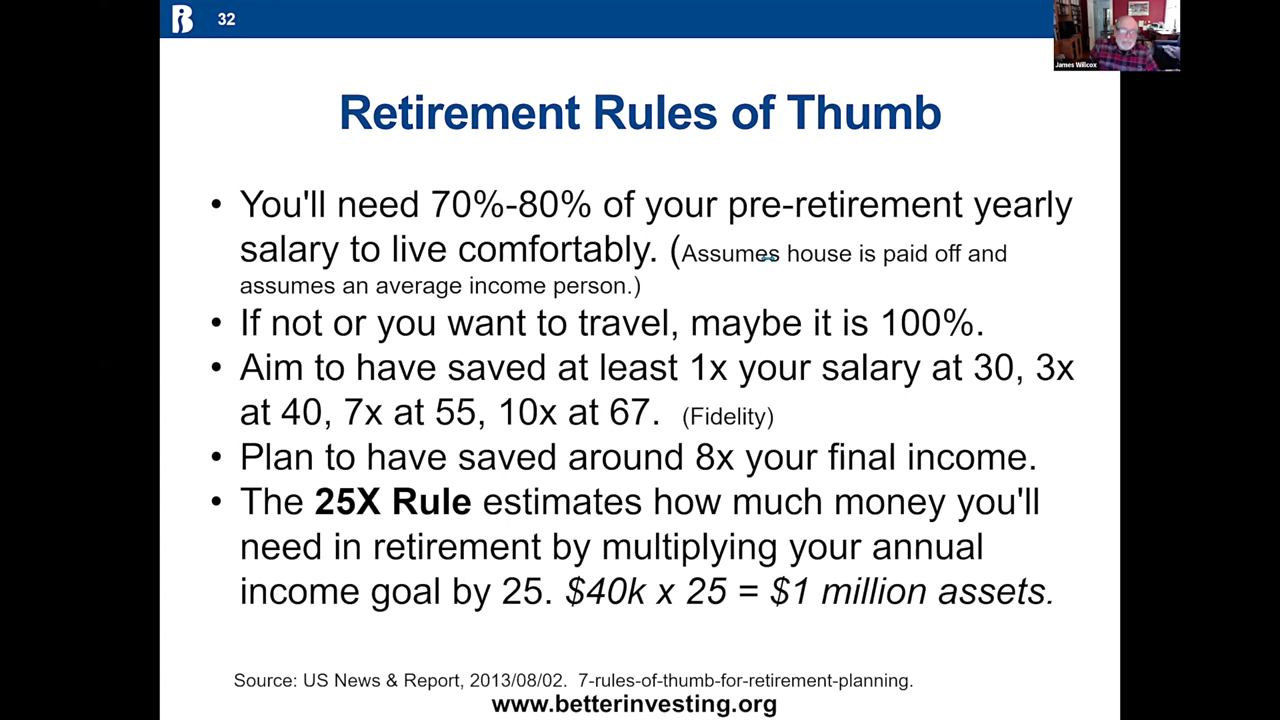 32
James Willcox
Retirement Rules of Thumb
• You'll need 70%-80% of your pre-retirement yearly
salary to live comfortably. (Assumes house is paid off and
assumes an average income person.)
• If not or you want to travel, maybe it is 100%.
• Aim to have saved at least 1x your salary at 30, 3x
at 40, 7x at 55, 10x at 67. (Fidelity)
• Plan to have saved around 8x your final income.
• The 25X Rule estimates how much money you'll
need in retirement by multiplying your annual
income goal by 25. $40k x 25 = $1 million assets.
Source: US News & Report, 2013/08/02. 7-rules-of-thumb-for-retirement-planning.
www.betterinvesting.org